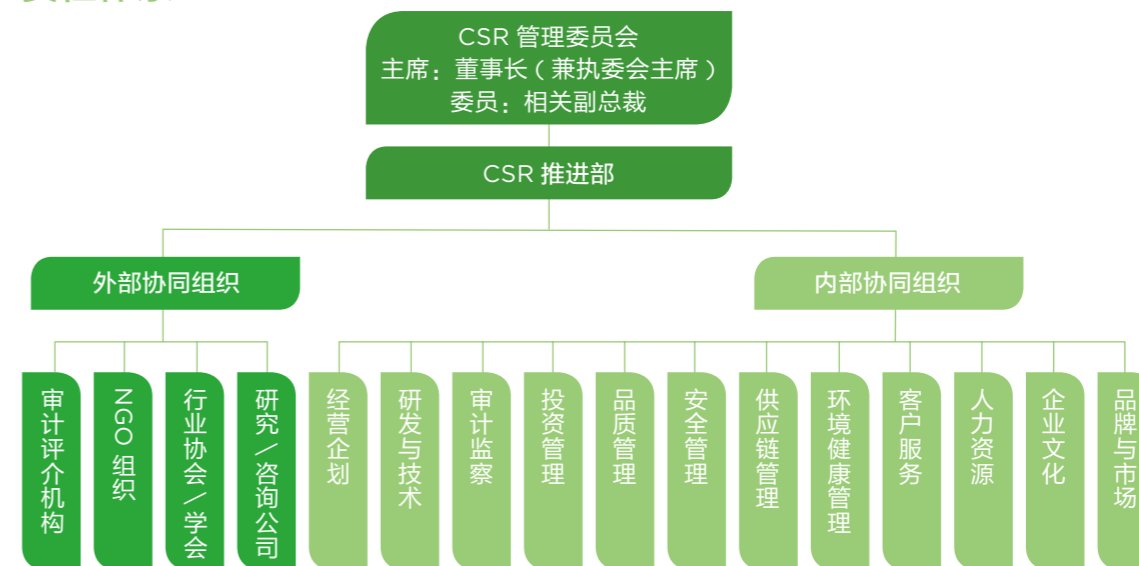 CSR 管理委员会
主席：董事长（兼执委会主席）
委员：相关副总裁
CSR 推进部
外部协同组织
内部协同组织
审计评介机构
NGO 组织
行业协会／学会
研究／咨询公司
经营企划
研发与技术
审计监察
投资管理
品质管理
安全管理
供应链管理
环境健康管理
客户服务
人力资源
企业文化
品牌与市场